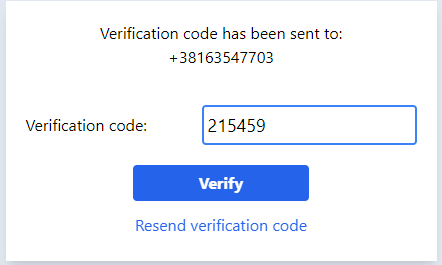 Verification code has been sent to:
+38163547703
Verification code: 215459
Verify
Resend verification code